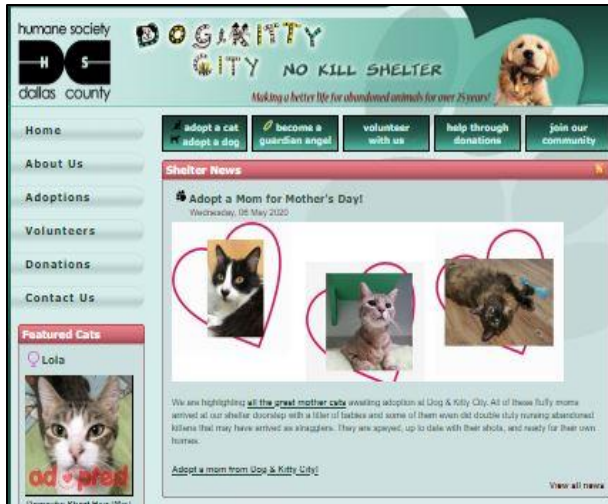 humane society
H S
dallas county
DOG & KITTY
CITY NO KILL SHELTER
Making a better life for abandoned animals for over 25 years!
Home
About Us
Adoptions
Volunteers
Donations
Contact Us
adopt a cat
adopt a dog
become a
guardian angel
volunteer
with us
help through
donations
join our
community
Shelter News
Adopt a Mom for Mother's Day!
Wednesday, 06 May 2020
We are highlighting all the great mother cats awaiting adoption at Dog & Kitty City. All of these fluffy moms
arrived at our shelter doorstep with a litter of babies and some of them even did double duty nursing abandoned
kittens that may have arrived as stragglers. They are spayed, up to date with their shots, and ready for their own
homes.
Adopt a mom from Dog & Kitty City!
View all news
Featured Cats
Lola
adopted